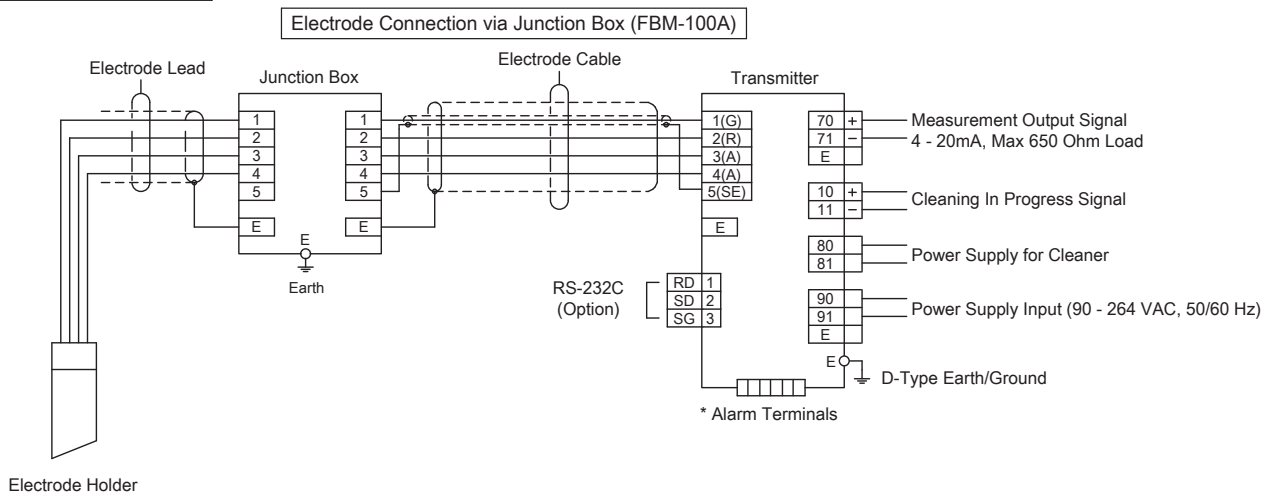 Electrode Connection via Junction Box (FBM-100A)
Electrode Lead
Junction Box
Electrode Cable
Transmitter
1
2
3
4
E
1
2
3
4
5
E
E
Earth
1(G)
2(R)
3(A)
4(A)
5(SE)
E
RS-232C
(Option)
RD 1
SD 2
SG 3
70 +
71 −
E
10 +
11 −
80
81
90
91
E
E
Measurement Output Signal
4 - 20mA, Max 650 Ohm Load
Cleaning In Progress Signal
Power Supply for Cleaner
Power Supply Input (90 - 264 VAC, 50/60 Hz)
D-Type Earth/Ground
* Alarm Terminals
Electrode Holder